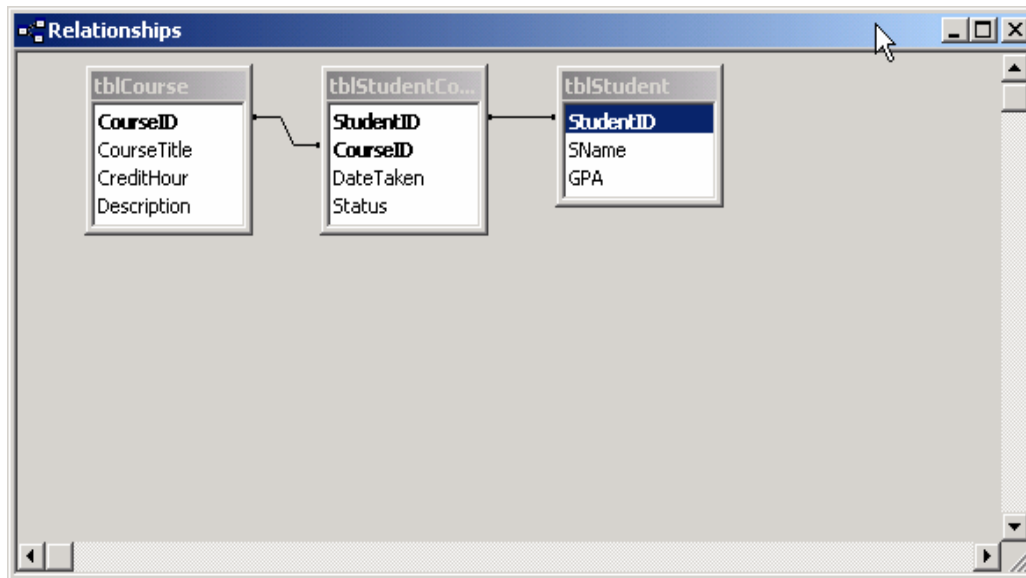 Relationships
tblCourse
CourseID
CourseTitle
CreditHour
Description
tblStudentCo...
StudentID
CourseID
DateTaken
Status
tblStudent
StudentID
SName
GPA